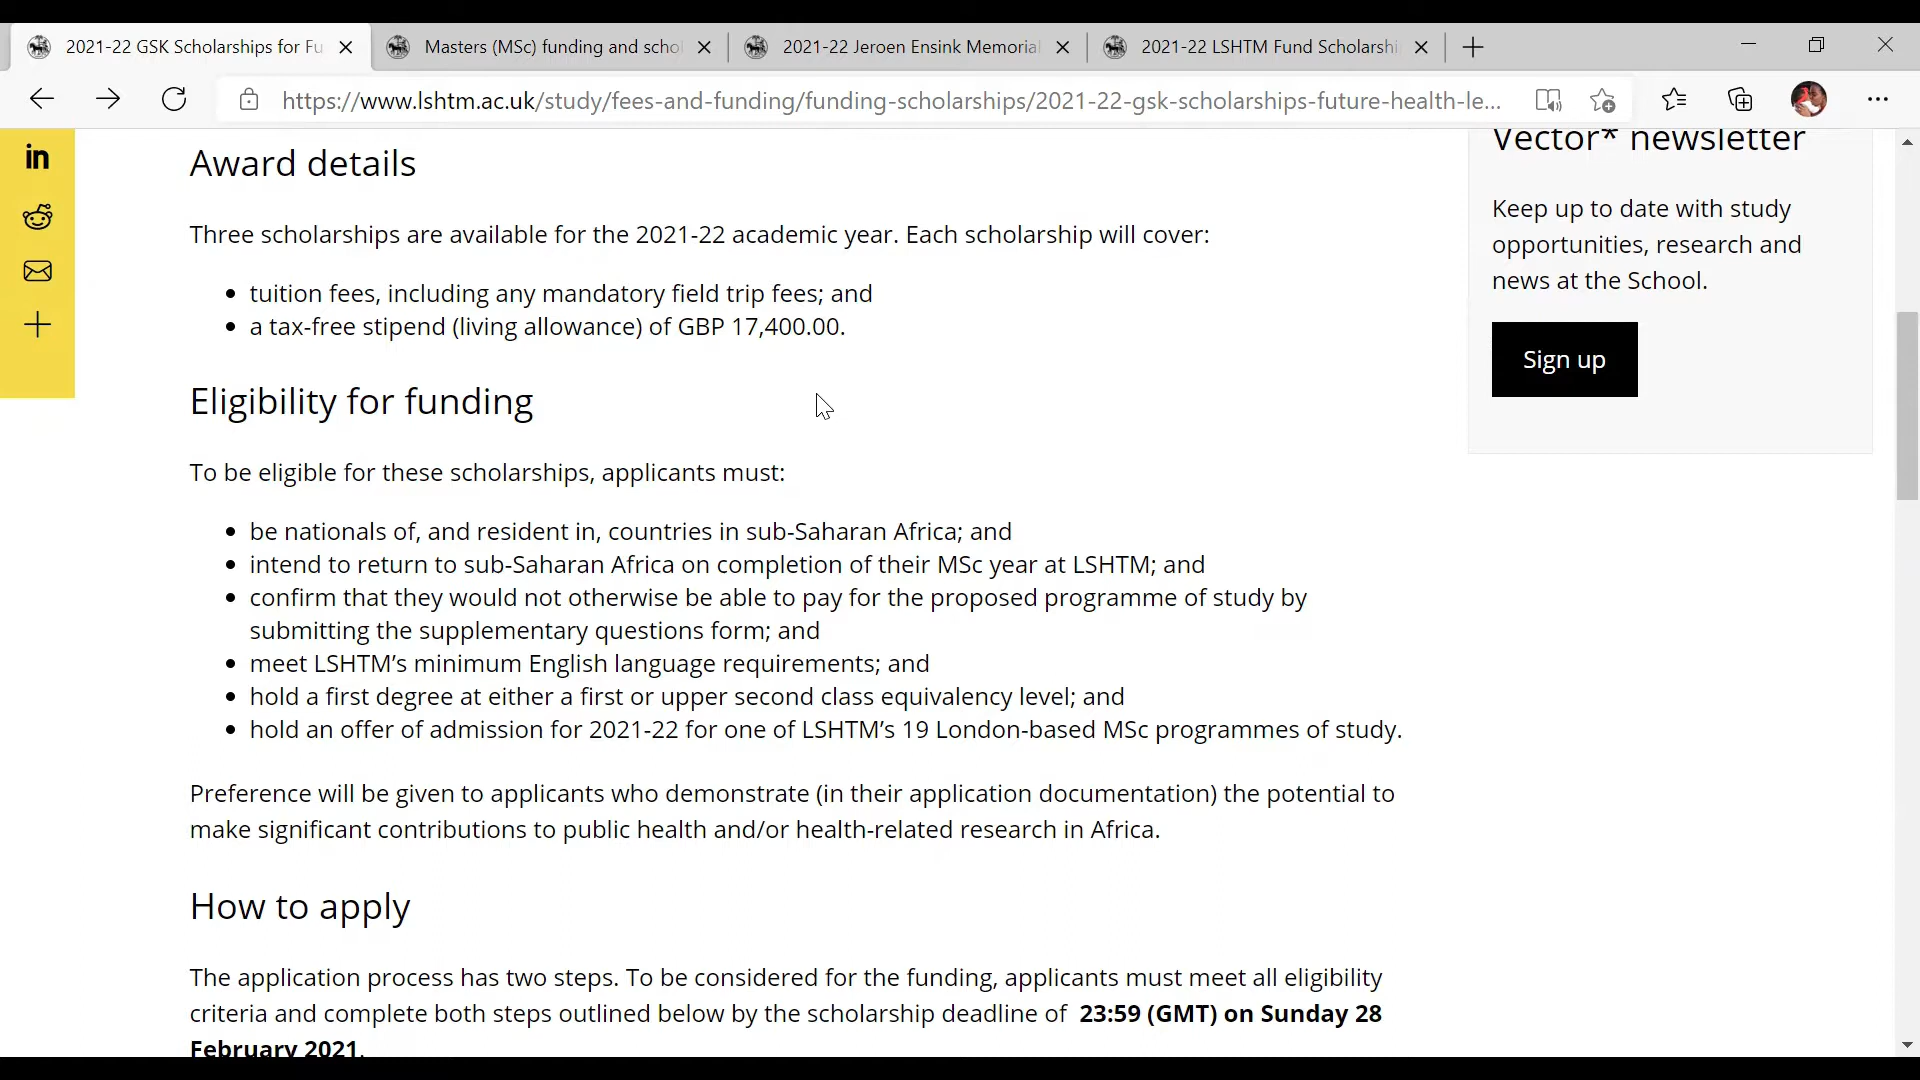 2021-22 GSK Scholarships for Fu
Masters (MSc) funding and schol
2021-22 Jeroen Ensink Memorial
2021-22 LSHTM Fund Scholarshi
https://www.lshtm.ac.uk/study/fees-and-funding/funding-scholarships/2021-22-gsk-scholarships-future-health-le...
in
Award details
Three scholarships are available for the 2021-22 academic year. Each scholarship will cover:
• tuition fees, including any mandatory field trip fees; and
• a tax-free stipend (living allowance) of GBP 17,400.00.
Eligibility for funding
To be eligible for these scholarships, applicants must:
• be nationals of, and resident in, countries in sub-Saharan Africa; and
• intend to return to sub-Saharan Africa on completion of their MSc year at LSHTM; and
• confirm that they would not otherwise be able to pay for the proposed programme of study by
submitting the supplementary questions form; and
• meet LSHTM’s minimum English language requirements; and
• hold a first degree at either a first or upper second class equivalency level; and
• hold an offer of admission for 2021-22 for one of LSHTM’s 19 London-based MSc programmes of study.
Preference will be given to applicants who demonstrate (in their application documentation) the potential to
make significant contributions to public health and/or health-related research in Africa.
How to apply
The application process has two steps. To be considered for the funding, applicants must meet all eligibility
criteria and complete both steps outlined below by the scholarship deadline of 23:59 (GMT) on Sunday 28
February 2021.
Vector* newsletter
Keep up to date with study
opportunities, research and
news at the School.
Sign up